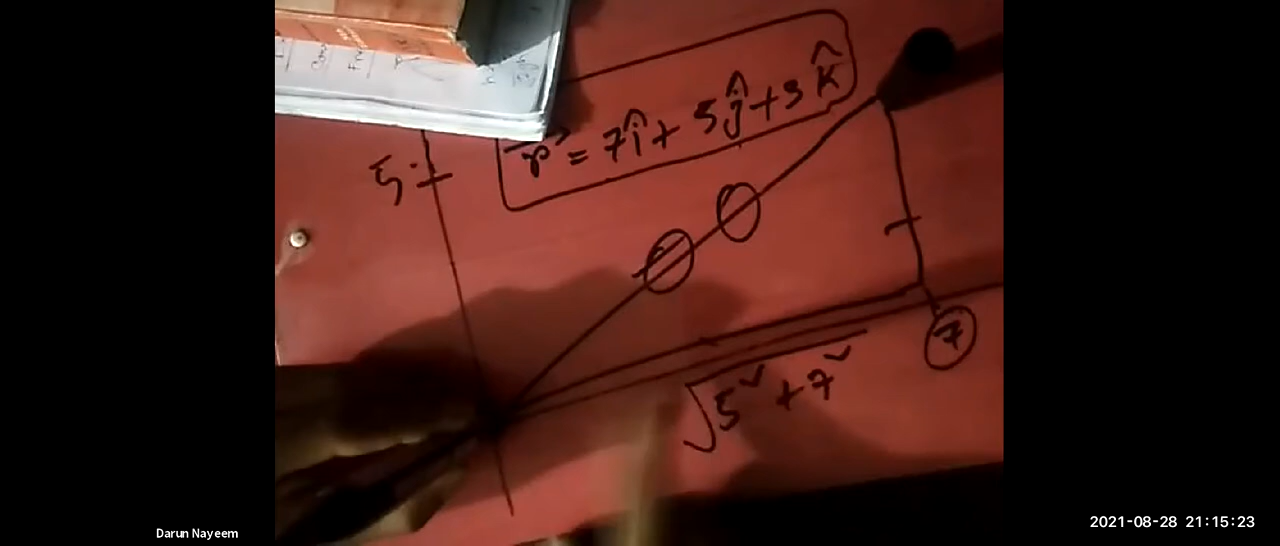 r⃗ = 7î + 5ĵ + 3k̂
5
7
√5² + 7²
Darun Nayeem
2021-08-28 21:15:23